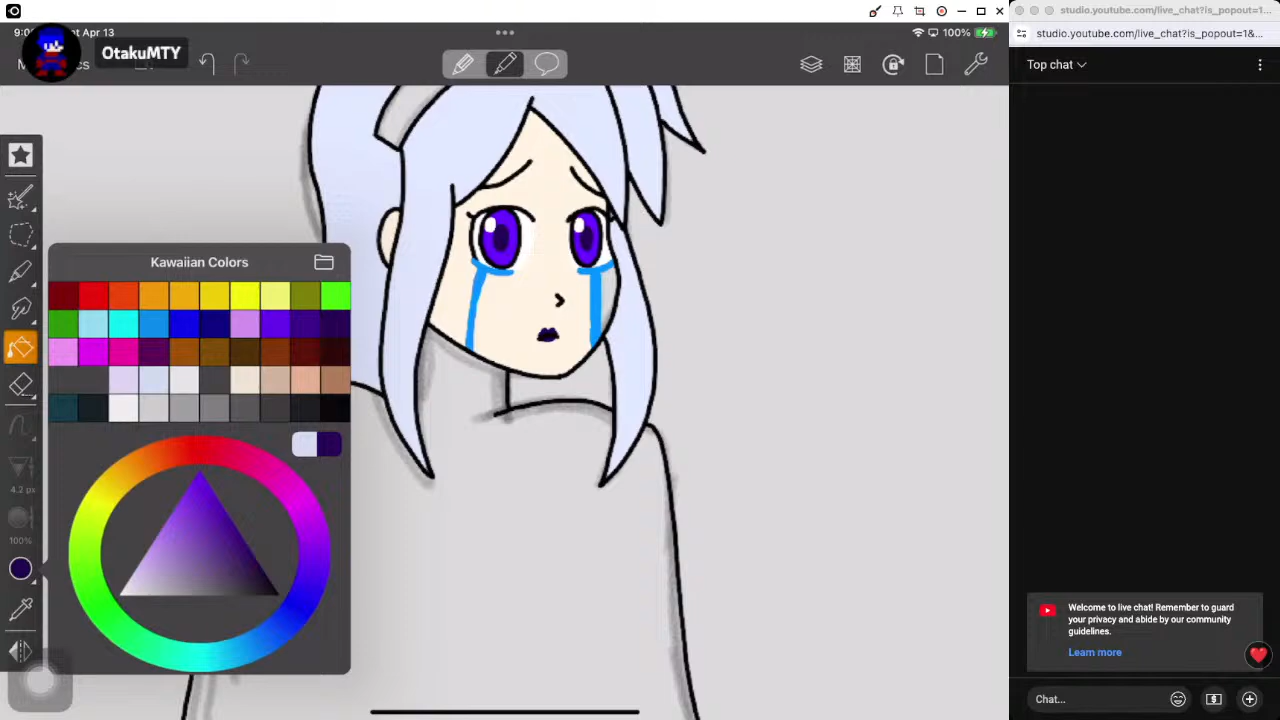 studio.youtube.com/live_chat?is_popout=1...
9:0
at Apr 13
100%
studio.youtube.com/live_chat?is_popout=1&...
OtakuMTY
Top chat
Kawaiian Colors
4.2 px
100%
Welcome to live chat! Remember to guard
your privacy and abide by our community
guidelines.
Learn more
Chat...